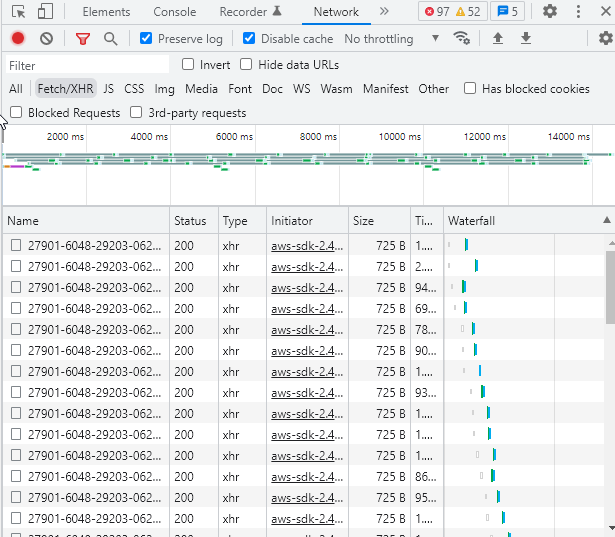 Elements Console Recorder Network » 97 52 5
Preserve log Disable cache No throttling
Filter Invert Hide data URLs
All Fetch/XHR JS CSS Img Media Font Doc WS Wasm Manifest Other Has blocked cookies
Blocked Requests 3rd-party requests
2000 ms 4000 ms 6000 ms 8000 ms 10000 ms 12000 ms 14000 ms
Name Status Type Initiator Size Ti... Waterfall
27901-6048-29203-062... 200 xhr aws-sdk-2.4... 725 B 1....
27901-6048-29203-062... 200 xhr aws-sdk-2.4... 725 B 2....
27901-6048-29203-062... 200 xhr aws-sdk-2.4... 725 B 94...
27901-6048-29203-062... 200 xhr aws-sdk-2.4... 725 B 69...
27901-6048-29203-062... 200 xhr aws-sdk-2.4... 725 B 78...
27901-6048-29203-062... 200 xhr aws-sdk-2.4... 725 B 90...
27901-6048-29203-062... 200 xhr aws-sdk-2.4... 725 B 1....
27901-6048-29203-062... 200 xhr aws-sdk-2.4... 725 B 93...
27901-6048-29203-062... 200 xhr aws-sdk-2.4... 725 B 1....
27901-6048-29203-062... 200 xhr aws-sdk-2.4... 725 B 1....
27901-6048-29203-062... 200 xhr aws-sdk-2.4... 725 B 1....
27901-6048-29203-062... 200 xhr aws-sdk-2.4... 725 B 86...
27901-6048-29203-062... 200 xhr aws-sdk-2.4... 725 B 95...
27901-6048-29203-062... 200 xhr aws-sdk-2.4... 725 B 1....